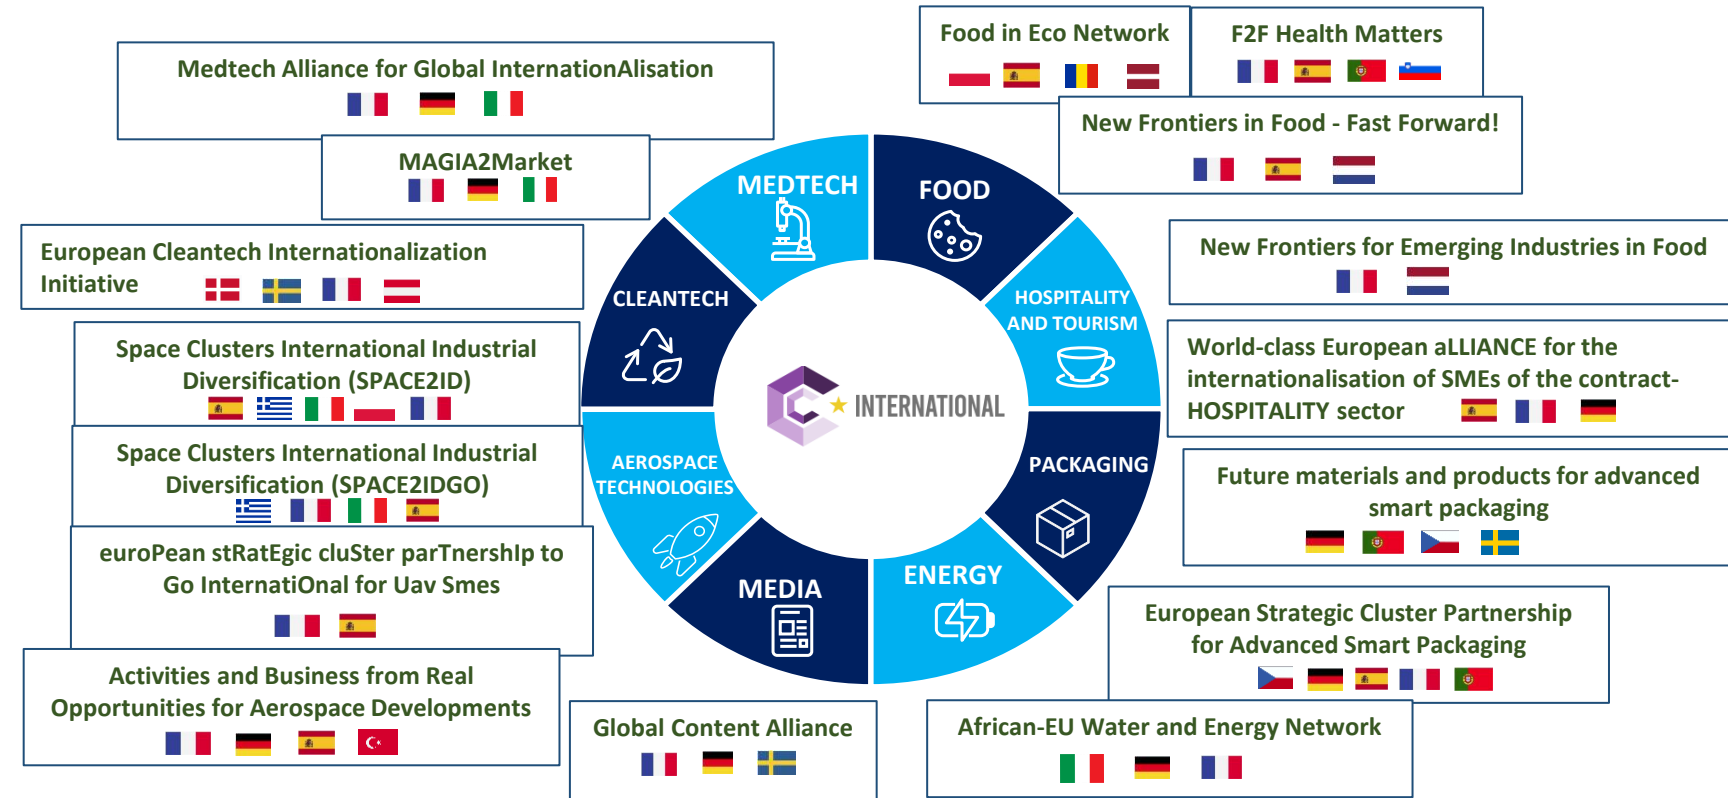 Medtech Alliance for Global InternationAlisation
MAGIA2Market
European Cleantech Internationalization
Initiative
Space Clusters International Industrial
Diversification (SPACE2ID)
Space Clusters International Industrial
Diversification (SPACE2IDGO)
euroPean stRatEgic cluSter parTnershIp to
Go InternatiOnal for Uav Smes
Activities and Business from Real
Opportunities for Aerospace Developments
Global Content Alliance
Food in Eco Network
F2F Health Matters
New Frontiers in Food - Fast Forward!
New Frontiers for Emerging Industries in Food
World-class European aLLIANCE for the
internationalisation of SMEs of the contract-
HOSPITALITY sector
Future materials and products for advanced
smart packaging
European Strategic Cluster Partnership
for Advanced Smart Packaging
African-EU Water and Energy Network
MEDTECH
FOOD
HOSPITALITY
AND TOURISM
PACKAGING
ENERGY
MEDIA
AEROSPACE
TECHNOLOGIES
CLEANTECH
INTERNATIONAL